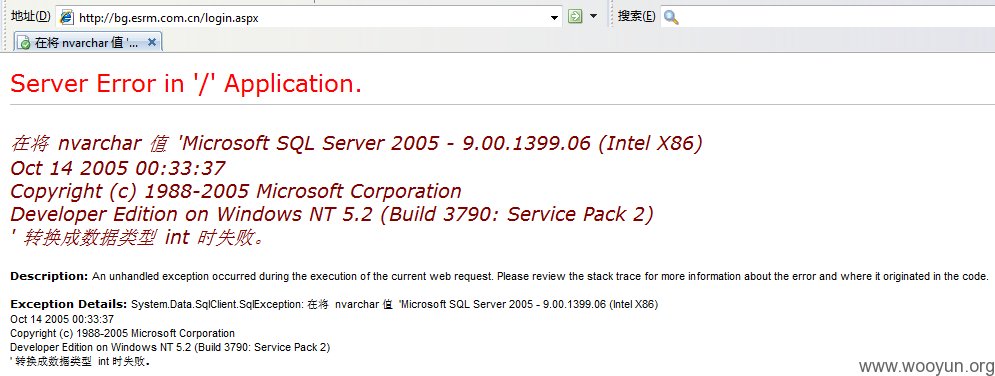 地址(D) http://bg.esrm.com.cn/login.aspx 搜索(E)
在将 nvarchar 值 '...
Server Error in '/' Application.
在将 nvarchar 值 'Microsoft SQL Server 2005 - 9.00.1399.06 (Intel X86)
Oct 14 2005 00:33:37
Copyright (c) 1988-2005 Microsoft Corporation
Developer Edition on Windows NT 5.2 (Build 3790: Service Pack 2)
' 转换成数据类型 int 时失败。
Description: An unhandled exception occurred during the execution of the current web request. Please review the stack trace for more information about the error and where it originated in the code.
Exception Details: System.Data.SqlClient.SqlException: 在将 nvarchar 值 'Microsoft SQL Server 2005 - 9.00.1399.06 (Intel X86)
Oct 14 2005 00:33:37
Copyright (c) 1988-2005 Microsoft Corporation
Developer Edition on Windows NT 5.2 (Build 3790: Service Pack 2)
' 转换成数据类型 int 时失败。
www.wooyun.org